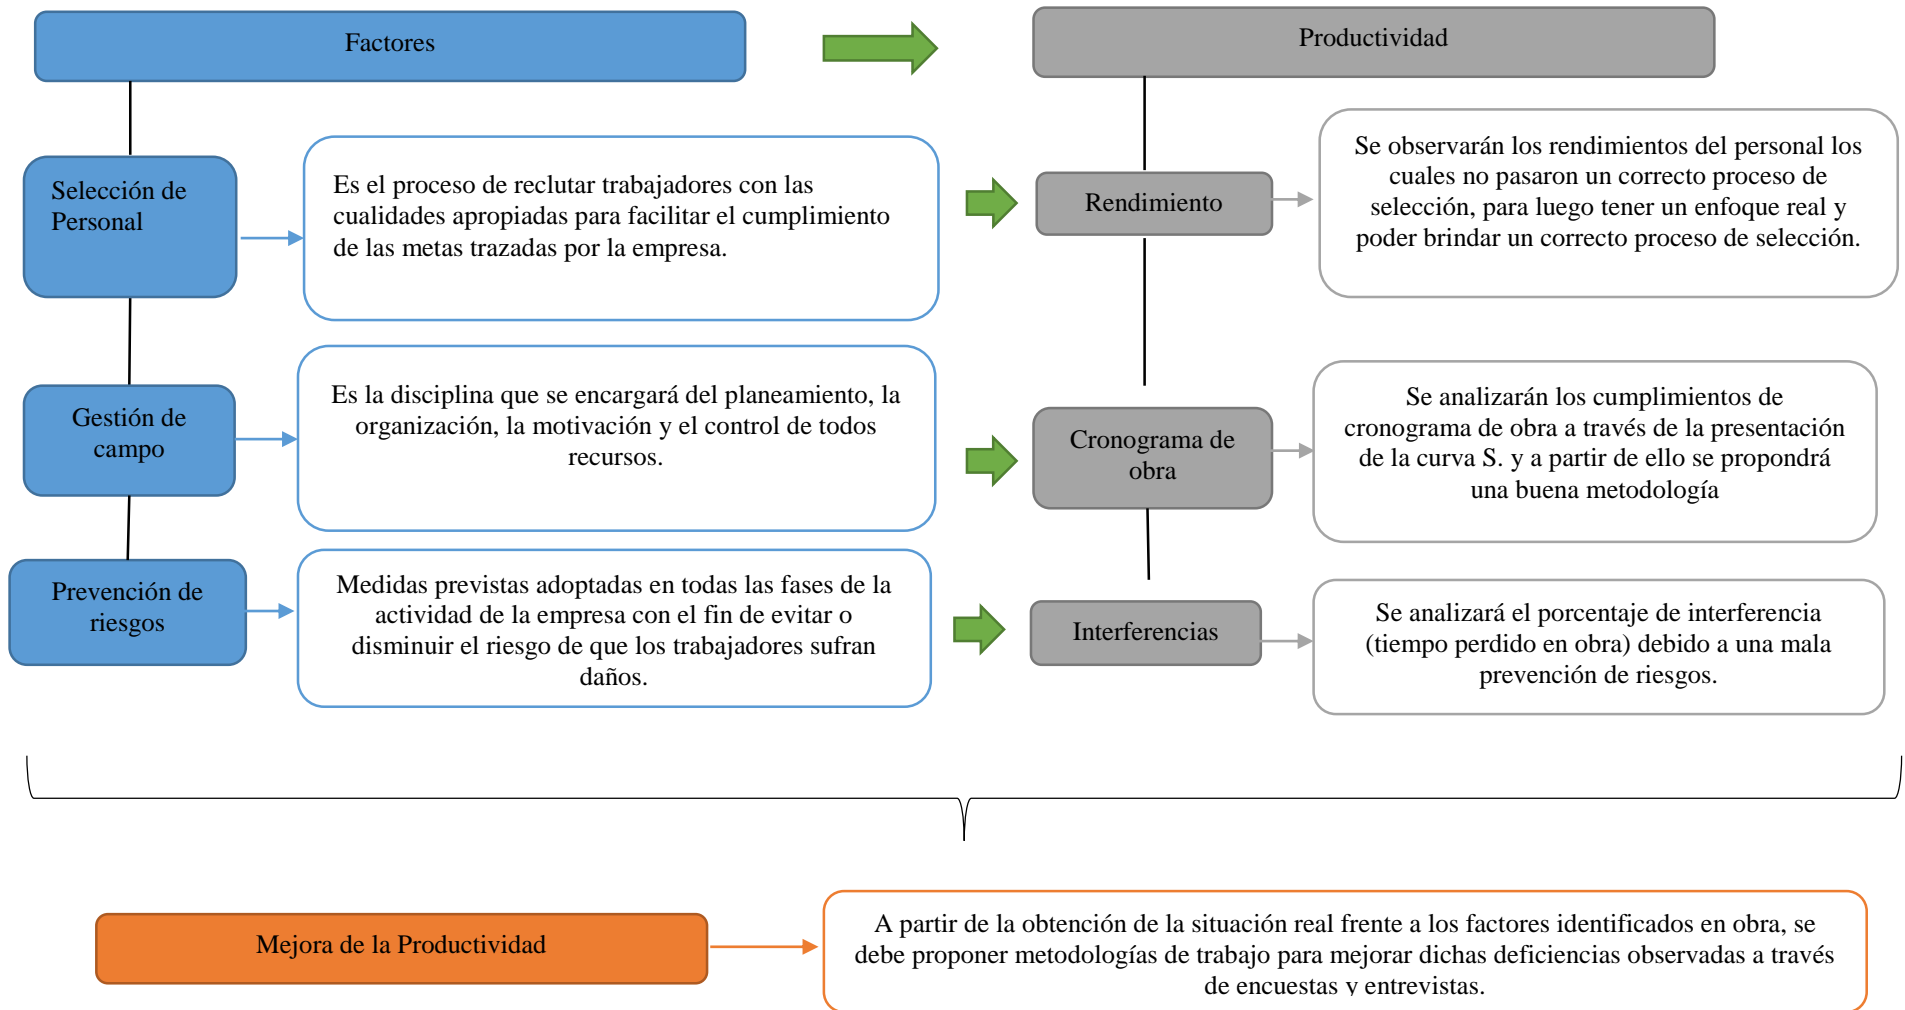 Factores
Productividad
Selección de
Personal
Es el proceso de reclutar trabajadores con las
cualidades apropiadas para facilitar el cumplimiento
de las metas trazadas por la empresa.
Rendimiento
Se observarán los rendimientos del personal los
cuales no pasaron un correcto proceso de
selección, para luego tener un enfoque real y
poder brindar un correcto proceso de selección.
Gestión de
campo
Es la disciplina que se encargará del planeamiento, la
organización, la motivación y el control de todos
recursos.
Cronograma de
obra
Se analizarán los cumplimientos de
cronograma de obra a través de la presentación
de la curva S. y a partir de ello se propondrá
una buena metodología
Prevención de
riesgos
Medidas previstas adoptadas en todas las fases de la
actividad de la empresa con el fin de evitar o
disminuir el riesgo de que los trabajadores sufran
daños.
Interferencias
Se analizará el porcentaje de interferencia
(tiempo perdido en obra) debido a una mala
prevención de riesgos.
Mejora de la Productividad
A partir de la obtención de la situación real frente a los factores identificados en obra, se
debe proponer metodologías de trabajo para mejorar dichas deficiencias observadas a través
de encuestas y entrevistas.